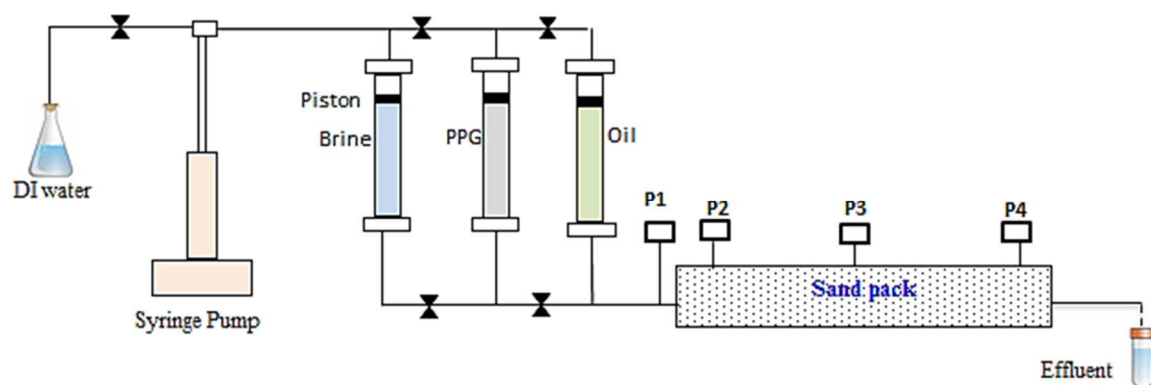 Piston
Brine
PPG
Oil
DI water
P1
P2
P3
P4
Sand pack
Syringe Pump
Effluent